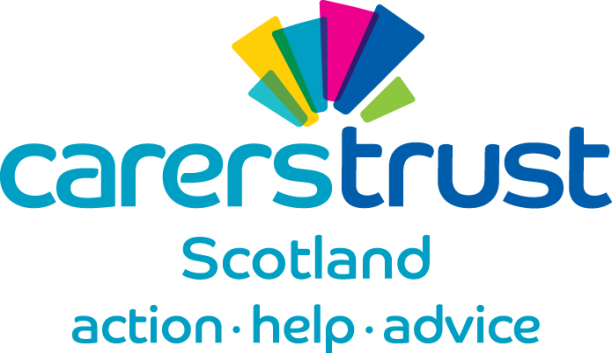 carerstrust
Scotland
action · help · advice